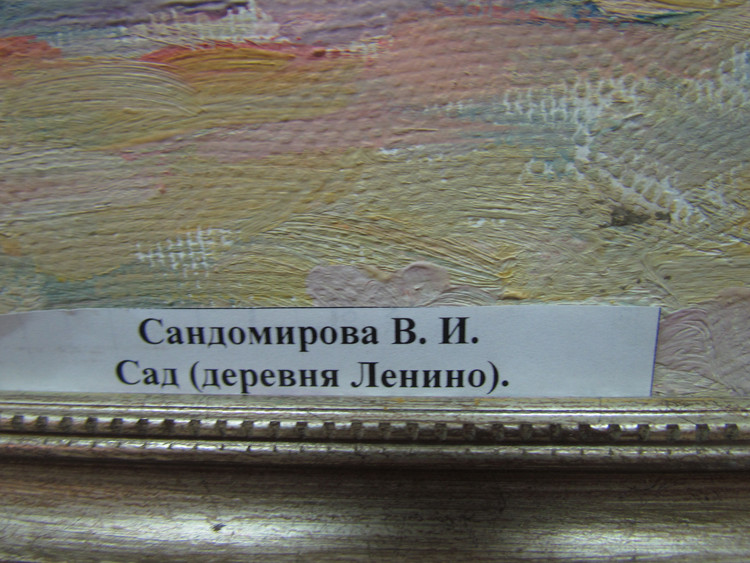 Сандомирова В. И.
Сад (деревня Ленино).